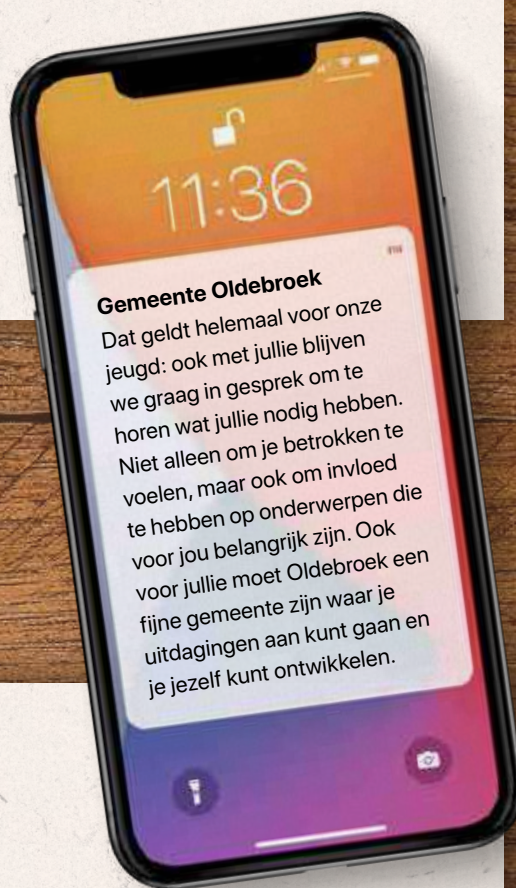 11:36
Gemeente Oldebroek
Dat geldt helemaal voor onze
jeugd: ook met jullie blijven
we graag in gesprek om te
horen wat jullie nodig hebben.
Niet alleen om je betrokken te
voelen, maar ook om invloed
te hebben op onderwerpen die
voor jou belangrijk zijn. Ook
voor jullie moet Oldebroek een
fijne gemeente zijn waar je
uitdagingen aan kunt gaan en
je jezelf kunt ontwikkelen.